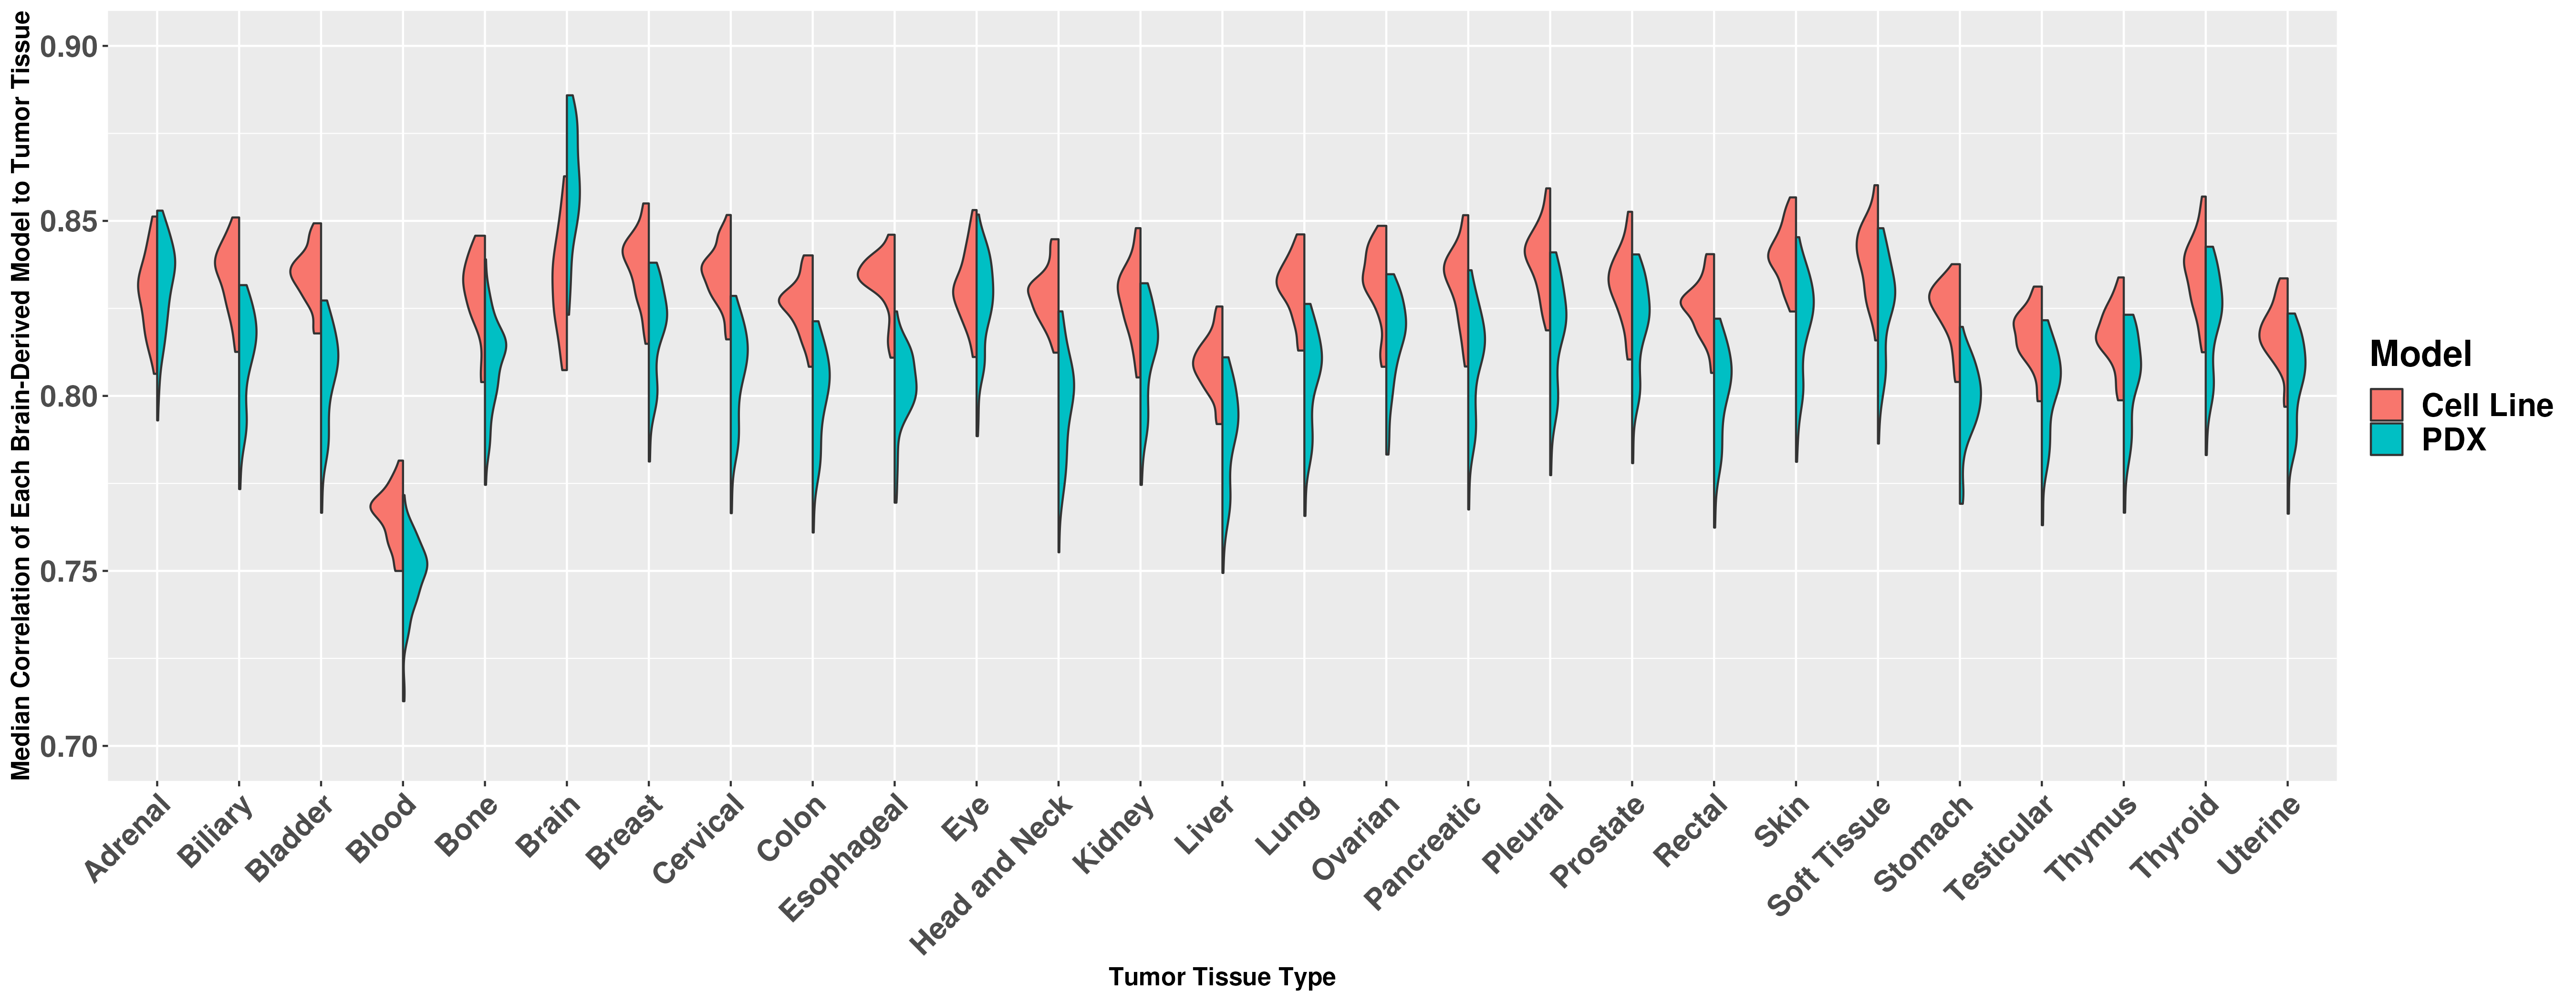 Median Correlation of Each Brain-Derived Model to Tumor Tissue
0.90
0.85
0.80
0.75
0.70
Adrenal
Biliary
Bladder
Blood
Bone
Brain
Breast
Cervical
Colon
Esophageal
Eye
Head and Neck
Kidney
Liver
Lung
Ovarian
Pancreatic
Pleural
Prostate
Rectal
Skin
Soft Tissue
Stomach
Testicular
Thymus
Thyroid
Uterine
Tumor Tissue Type
Model
Cell Line
PDX